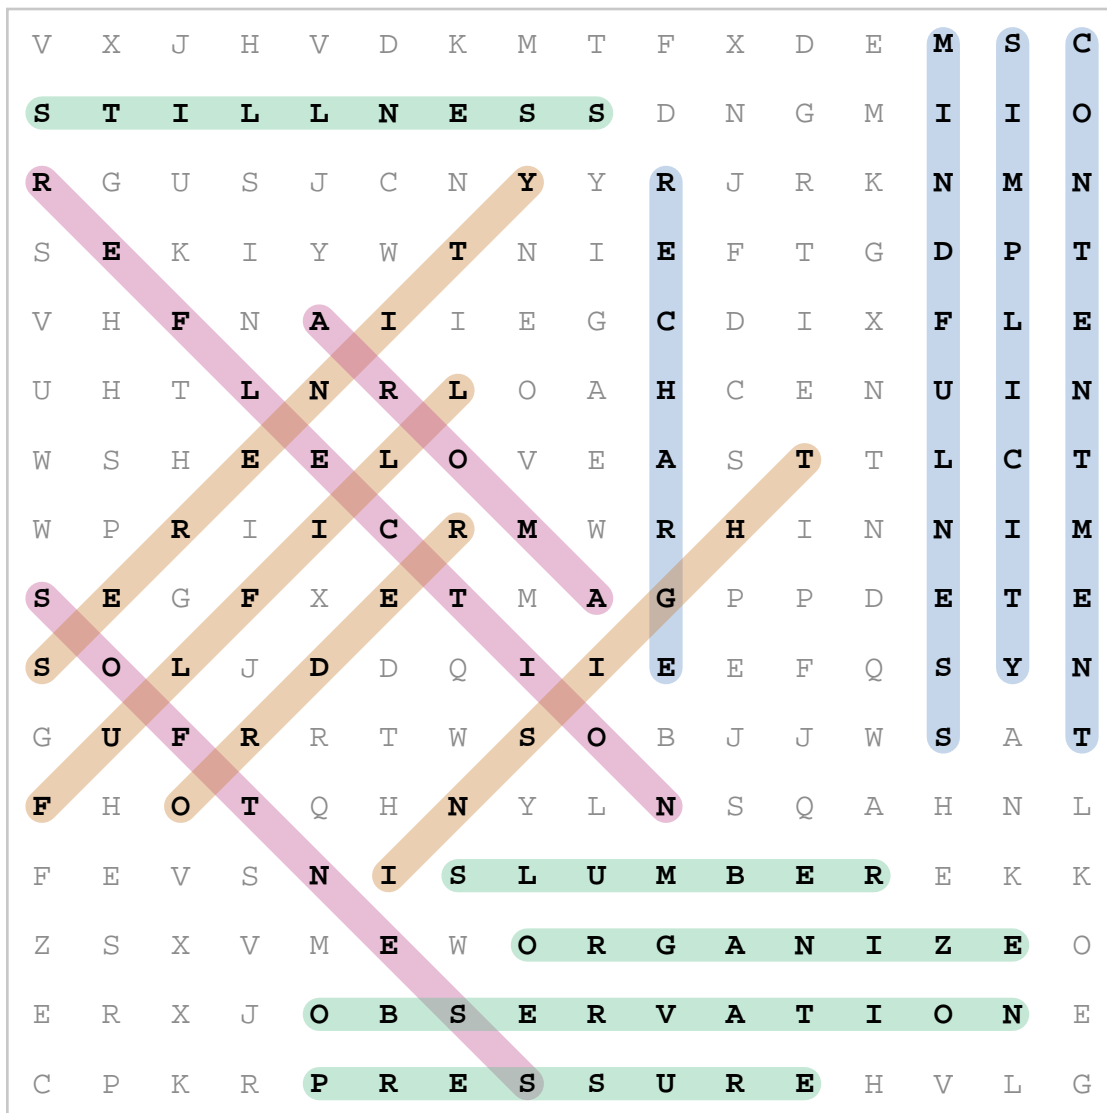 V X J H V D K M T F X D E M S C
S T I L L N E S S D N G M I I O
R G U S J C N Y Y R J R K N M N
S E K I Y W T N I E F T G D P T
V H F N A I I E G C D I X F L E
U H T L N R L O A H C E N U I N
W S H E E L O V E A S T T L C T
W P R I I C R M W R H I N N I M
S E G F X E T M A G P P D E T E
S O L J D D Q I I E E F Q S Y N
G U F R R T W S O B J J W S A T
F H O T Q H N Y L N S Q A H N L
F E V S N I S L U M B E R E K K
Z S X V M E W O R G A N I Z E O
E R X J O B S E R V A T I O N E
C P K R P R E S S U R E H V L G